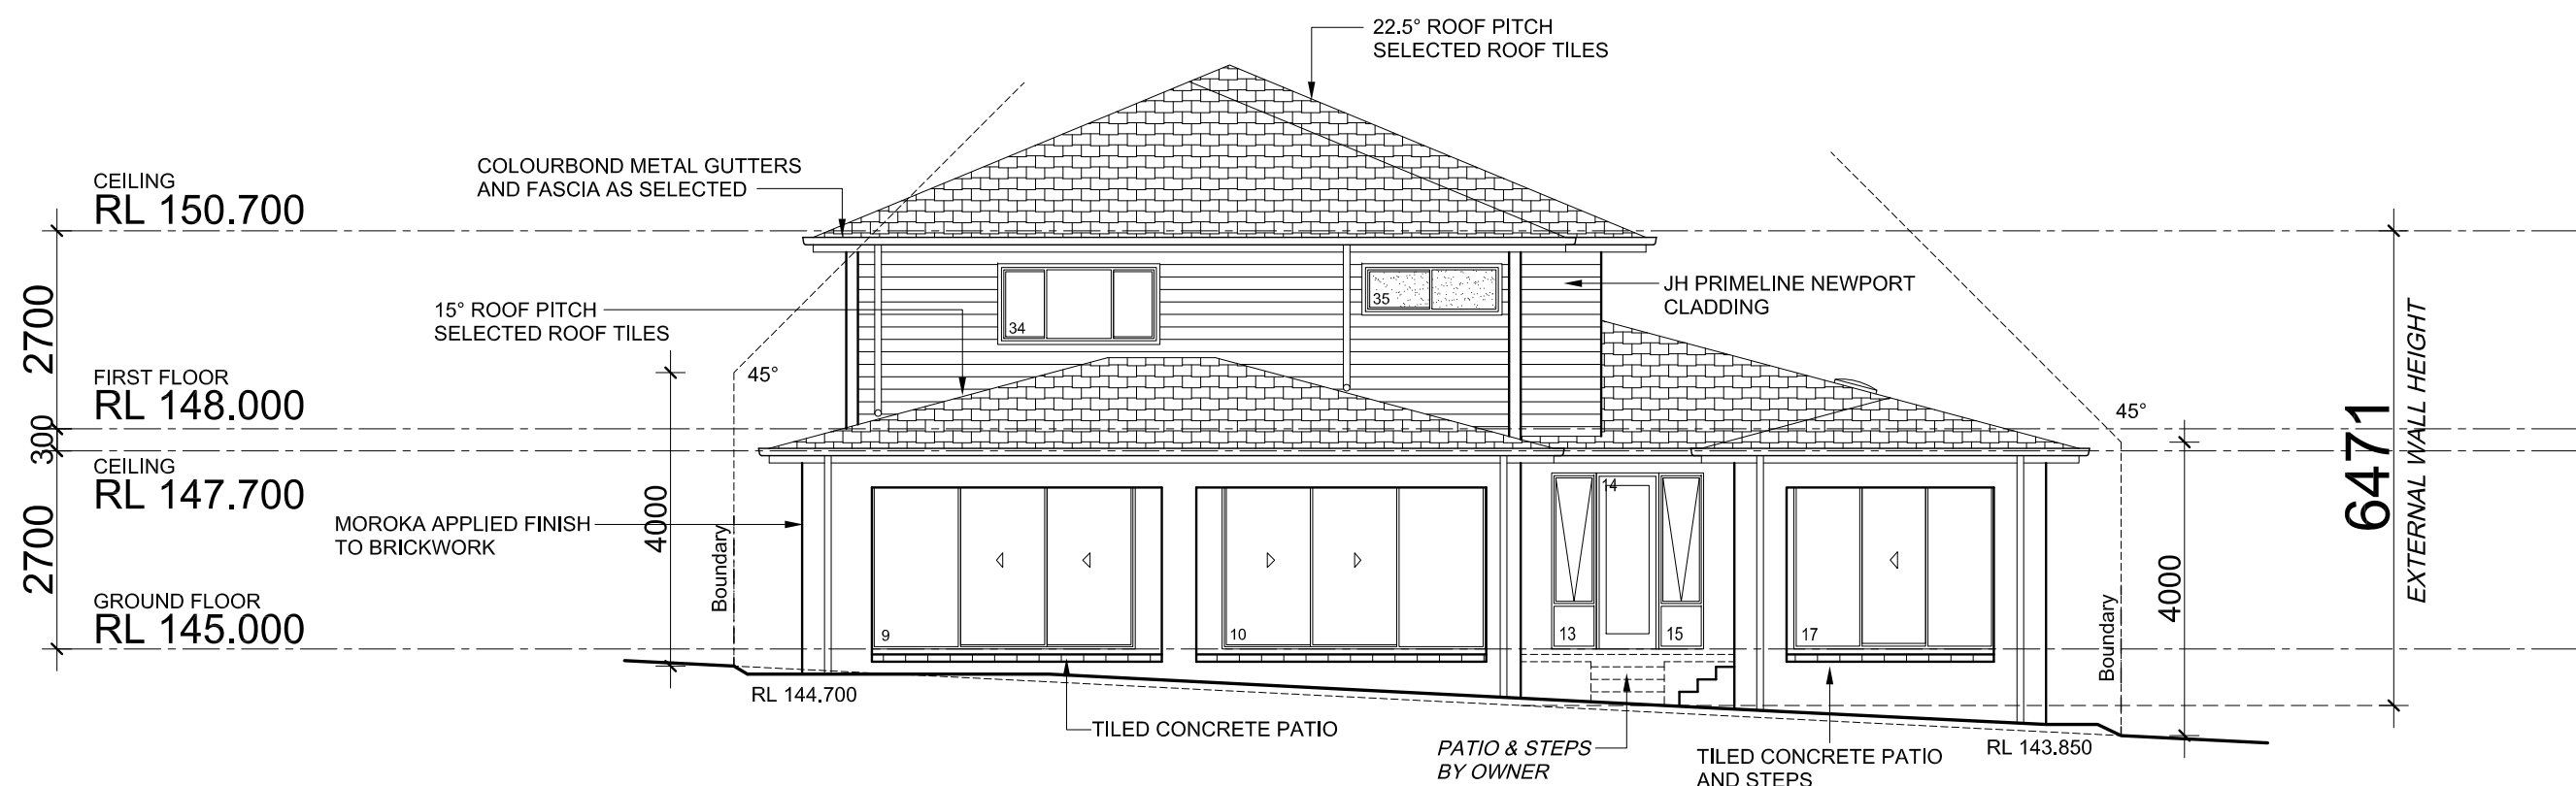 22.5° ROOF PITCH
SELECTED ROOF TILES
COLOURBOND METAL GUTTERS
AND FASCIA AS SELECTED
CEILING
RL 150.700
15° ROOF PITCH
SELECTED ROOF TILES
JH PRIMELINE NEWPORT
CLADDING
34
35
2700
FIRST FLOOR
RL 148.000
45°
45°
300
CEILING
RL 147.700
6471
EXTERNAL WALL HEIGHT
MOROKA APPLIED FINISH
TO BRICKWORK
4000
Boundary
2700
GROUND FLOOR
RL 145.000
9
10
13
14
15
17
Boundary
4000
RL 144.700
TILED CONCRETE PATIO
PATIO & STEPS
BY OWNER
TILED CONCRETE PATIO
AND STEPS
RL 143.850